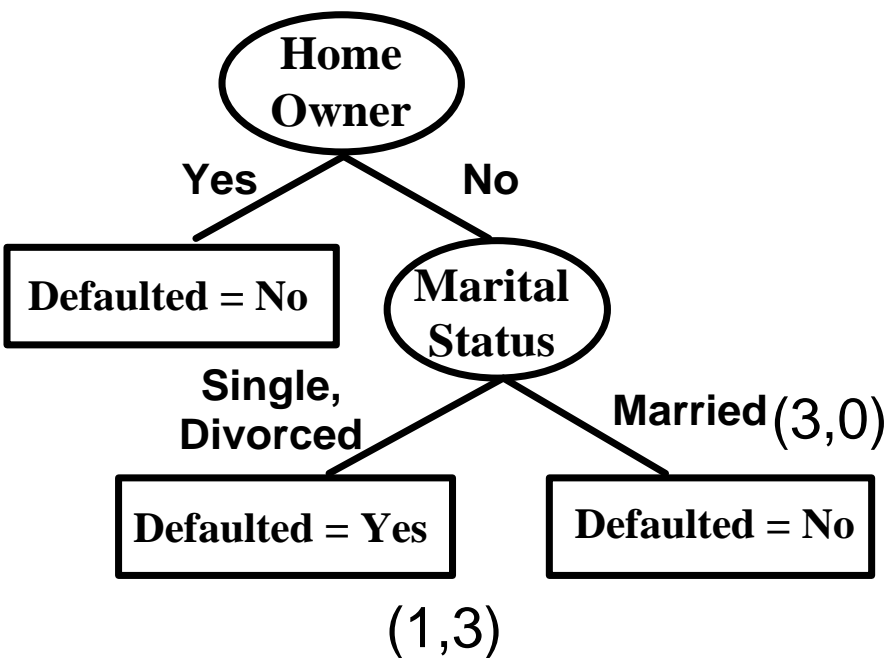 Home
Owner
Yes
No
Defaulted = No
Marital
Status
Single,
Divorced
Married (3,0)
Defaulted = Yes
Defaulted = No
(1,3)